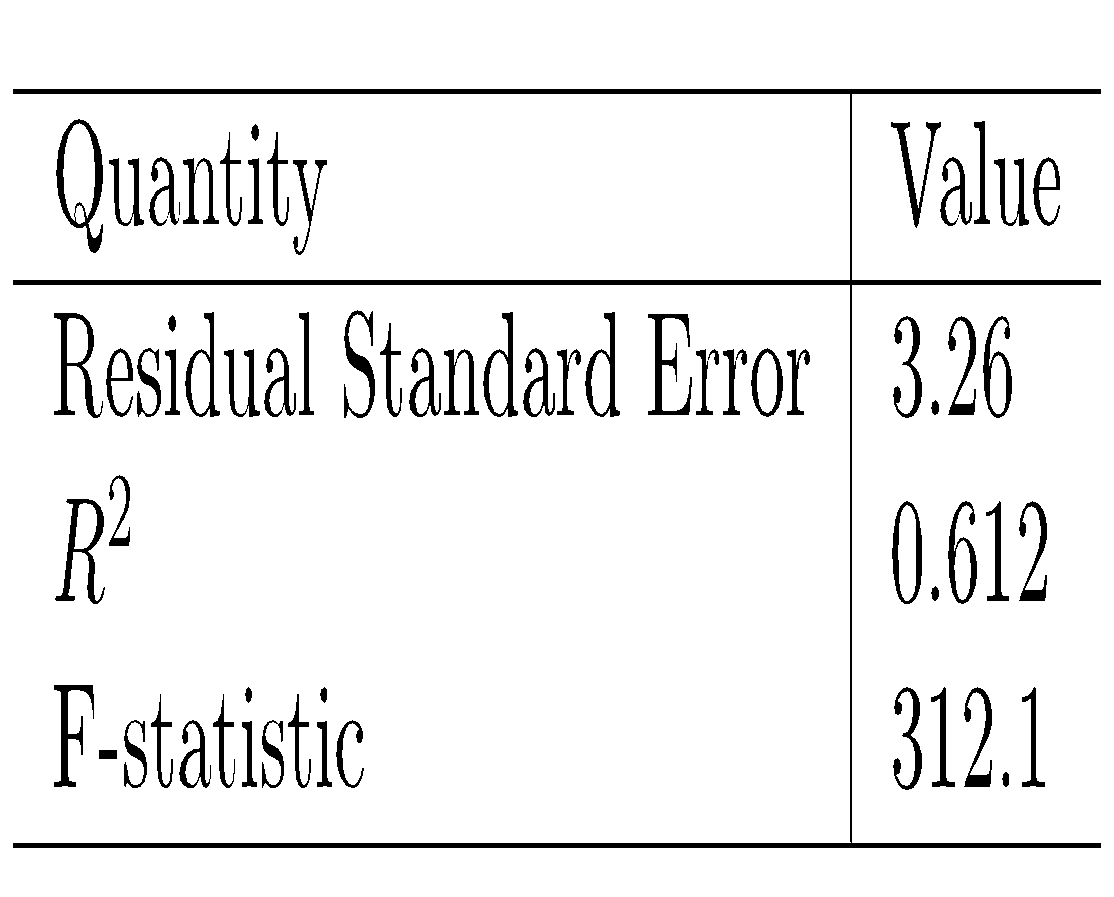 Quantity Value
Residual Standard Error 3.26
R² 0.612
F-statistic 312.1